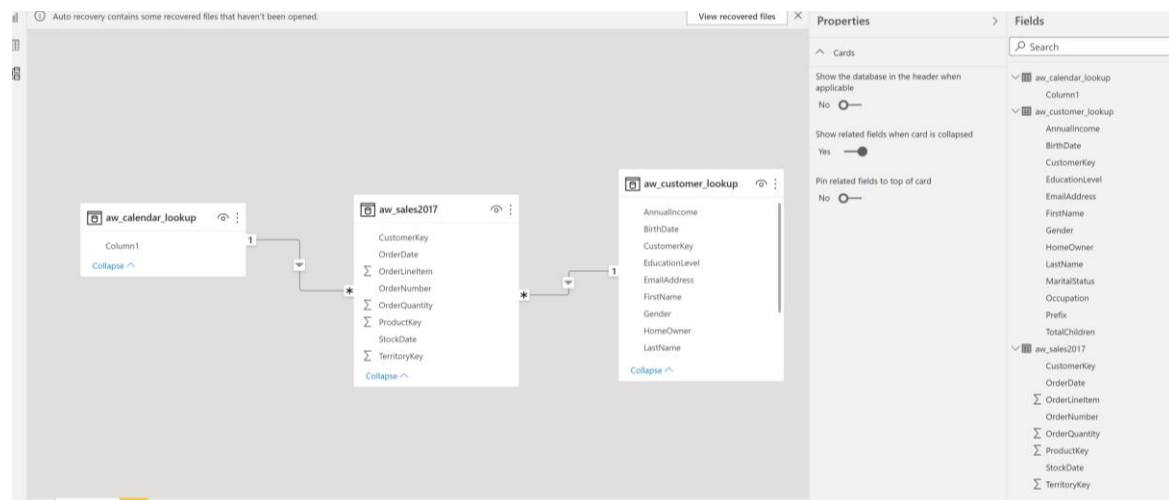 Auto recovery contains some recovered files that haven't been opened.
View recovered files
aw_calendar_lookup
Column1
Collapse
1
*
aw_sales2017
CustomerKey
OrderDate
OrderLineItem
OrderNumber
OrderQuantity
ProductKey
StockDate
TerritoryKey
Collapse
*
1
aw_customer_lookup
AnnualIncome
BirthDate
CustomerKey
EducationLevel
EmailAddress
FirstName
Gender
HomeOwner
LastName
Collapse
Properties
Cards
Show the database in the header when
applicable
No
Show related fields when card is collapsed
Yes
Pin related fields to top of card
No
Fields
Search
aw_calendar_lookup
Column1
aw_customer_lookup
AnnualIncome
BirthDate
CustomerKey
EducationLevel
EmailAddress
FirstName
Gender
HomeOwner
LastName
MaritalStatus
Occupation
Prefix
TotalChildren
aw_sales2017
CustomerKey
OrderDate
∑ OrderLineItem
OrderNumber
∑ OrderQuantity
∑ ProductKey
StockDate
∑ TerritoryKey